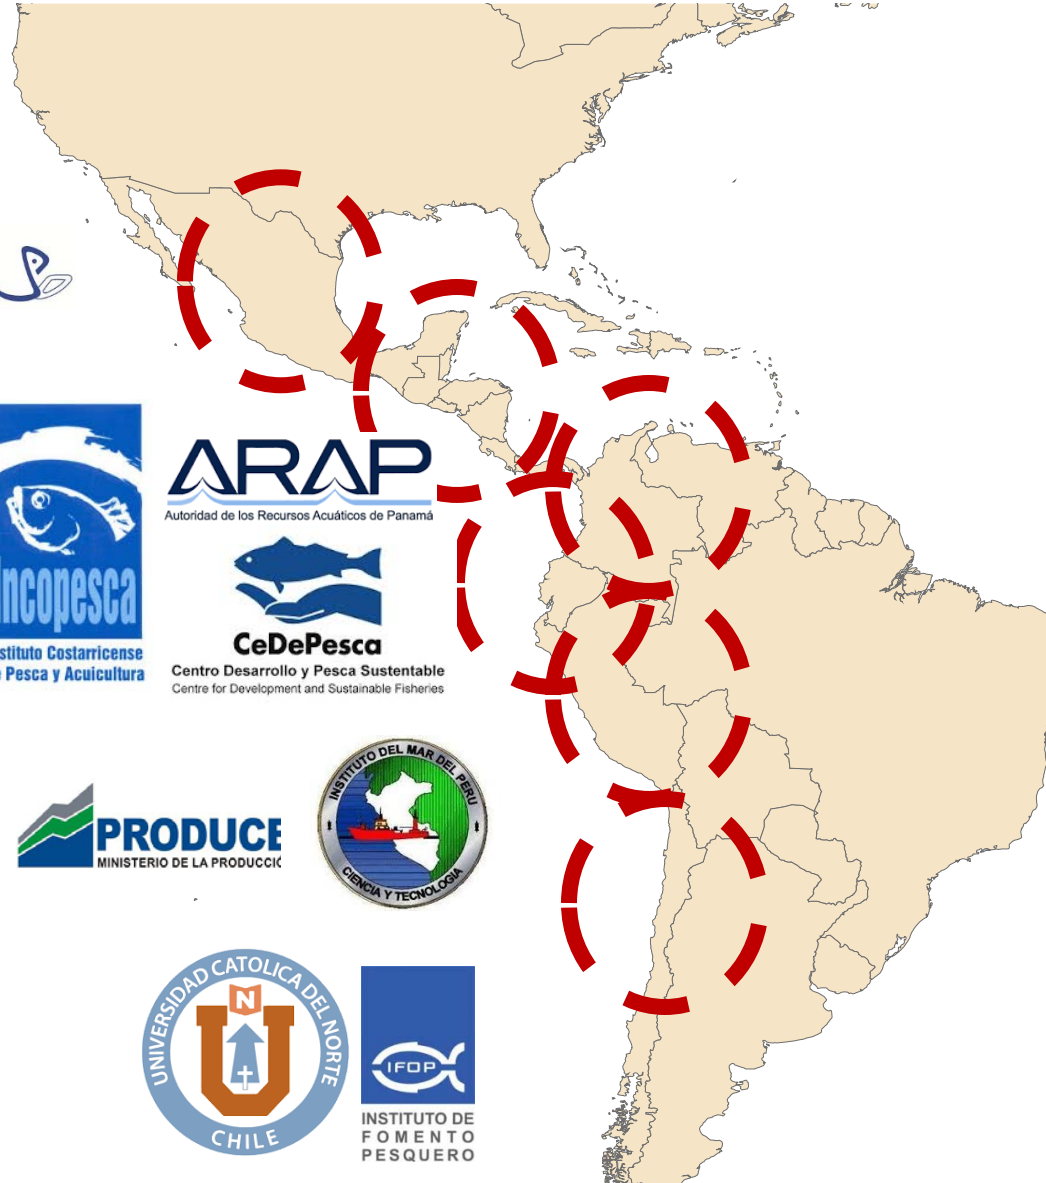 ARAP
Autoridad de los Recursos Acuáticos de Panamá
ncopesca
stituto Costarricense
Pesca y Acuicultura
CeDePesca
Centro Desarrollo y Pesca Sustentable
Centre for Development and Sustainable Fisheries
PRODUCE
MINISTERIO DE LA PRODUCCIÓ
INSTITUTO DEL MAR DEL PERU
CIENCIA Y TECNOLOGIA
UNIVERSIDAD CATOLICA DEL NORTE
N
CHILE
IFOP
INSTITUTO DE
FOMENTO
PESQUERO